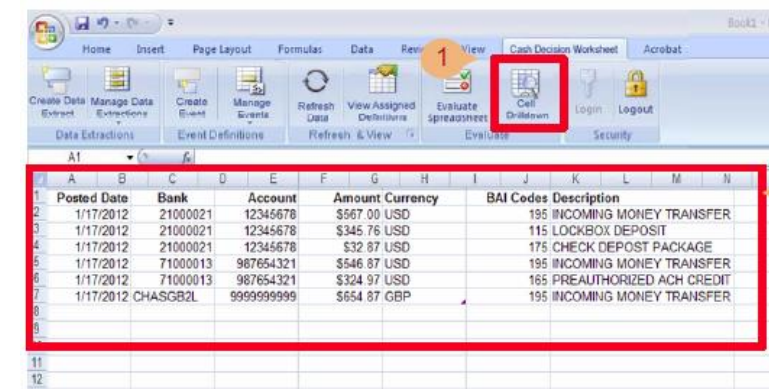 Book1 -
Home Insert Page Layout Formulas Data Review View Cash Decision Worksheet Acrobat
1
Create Data Extract Manage Data Extractions Create Event Manage Events Refresh Data View Assigned Definitions Evaluate Spreadsheet Cell Drilldown Login Logout
Data Extractions Event Definitions Refresh & View Evaluate Security
A1 fx
A B C D E F G H I J K L M N
1 Posted Date Bank Account Amount Currency BAI Codes Description
2 1/17/2012 21000021 12345678 $567.00 USD 195 INCOMING MONEY TRANSFER
3 1/17/2012 21000021 12345678 $345.76 USD 115 LOCKBOX DEPOSIT
4 1/17/2012 21000021 12345678 $32.87 USD 175 CHECK DEPOST PACKAGE
5 1/17/2012 71000013 987654321 $546.87 USD 195 INCOMING MONEY TRANSFER
6 1/17/2012 71000013 987654321 $324.97 USD 165 PREAUTHORIZED ACH CREDIT
7 1/17/2012 CHASGB2L 9999999999 $654.87 GBP 195 INCOMING MONEY TRANSFER
8
9
11
12